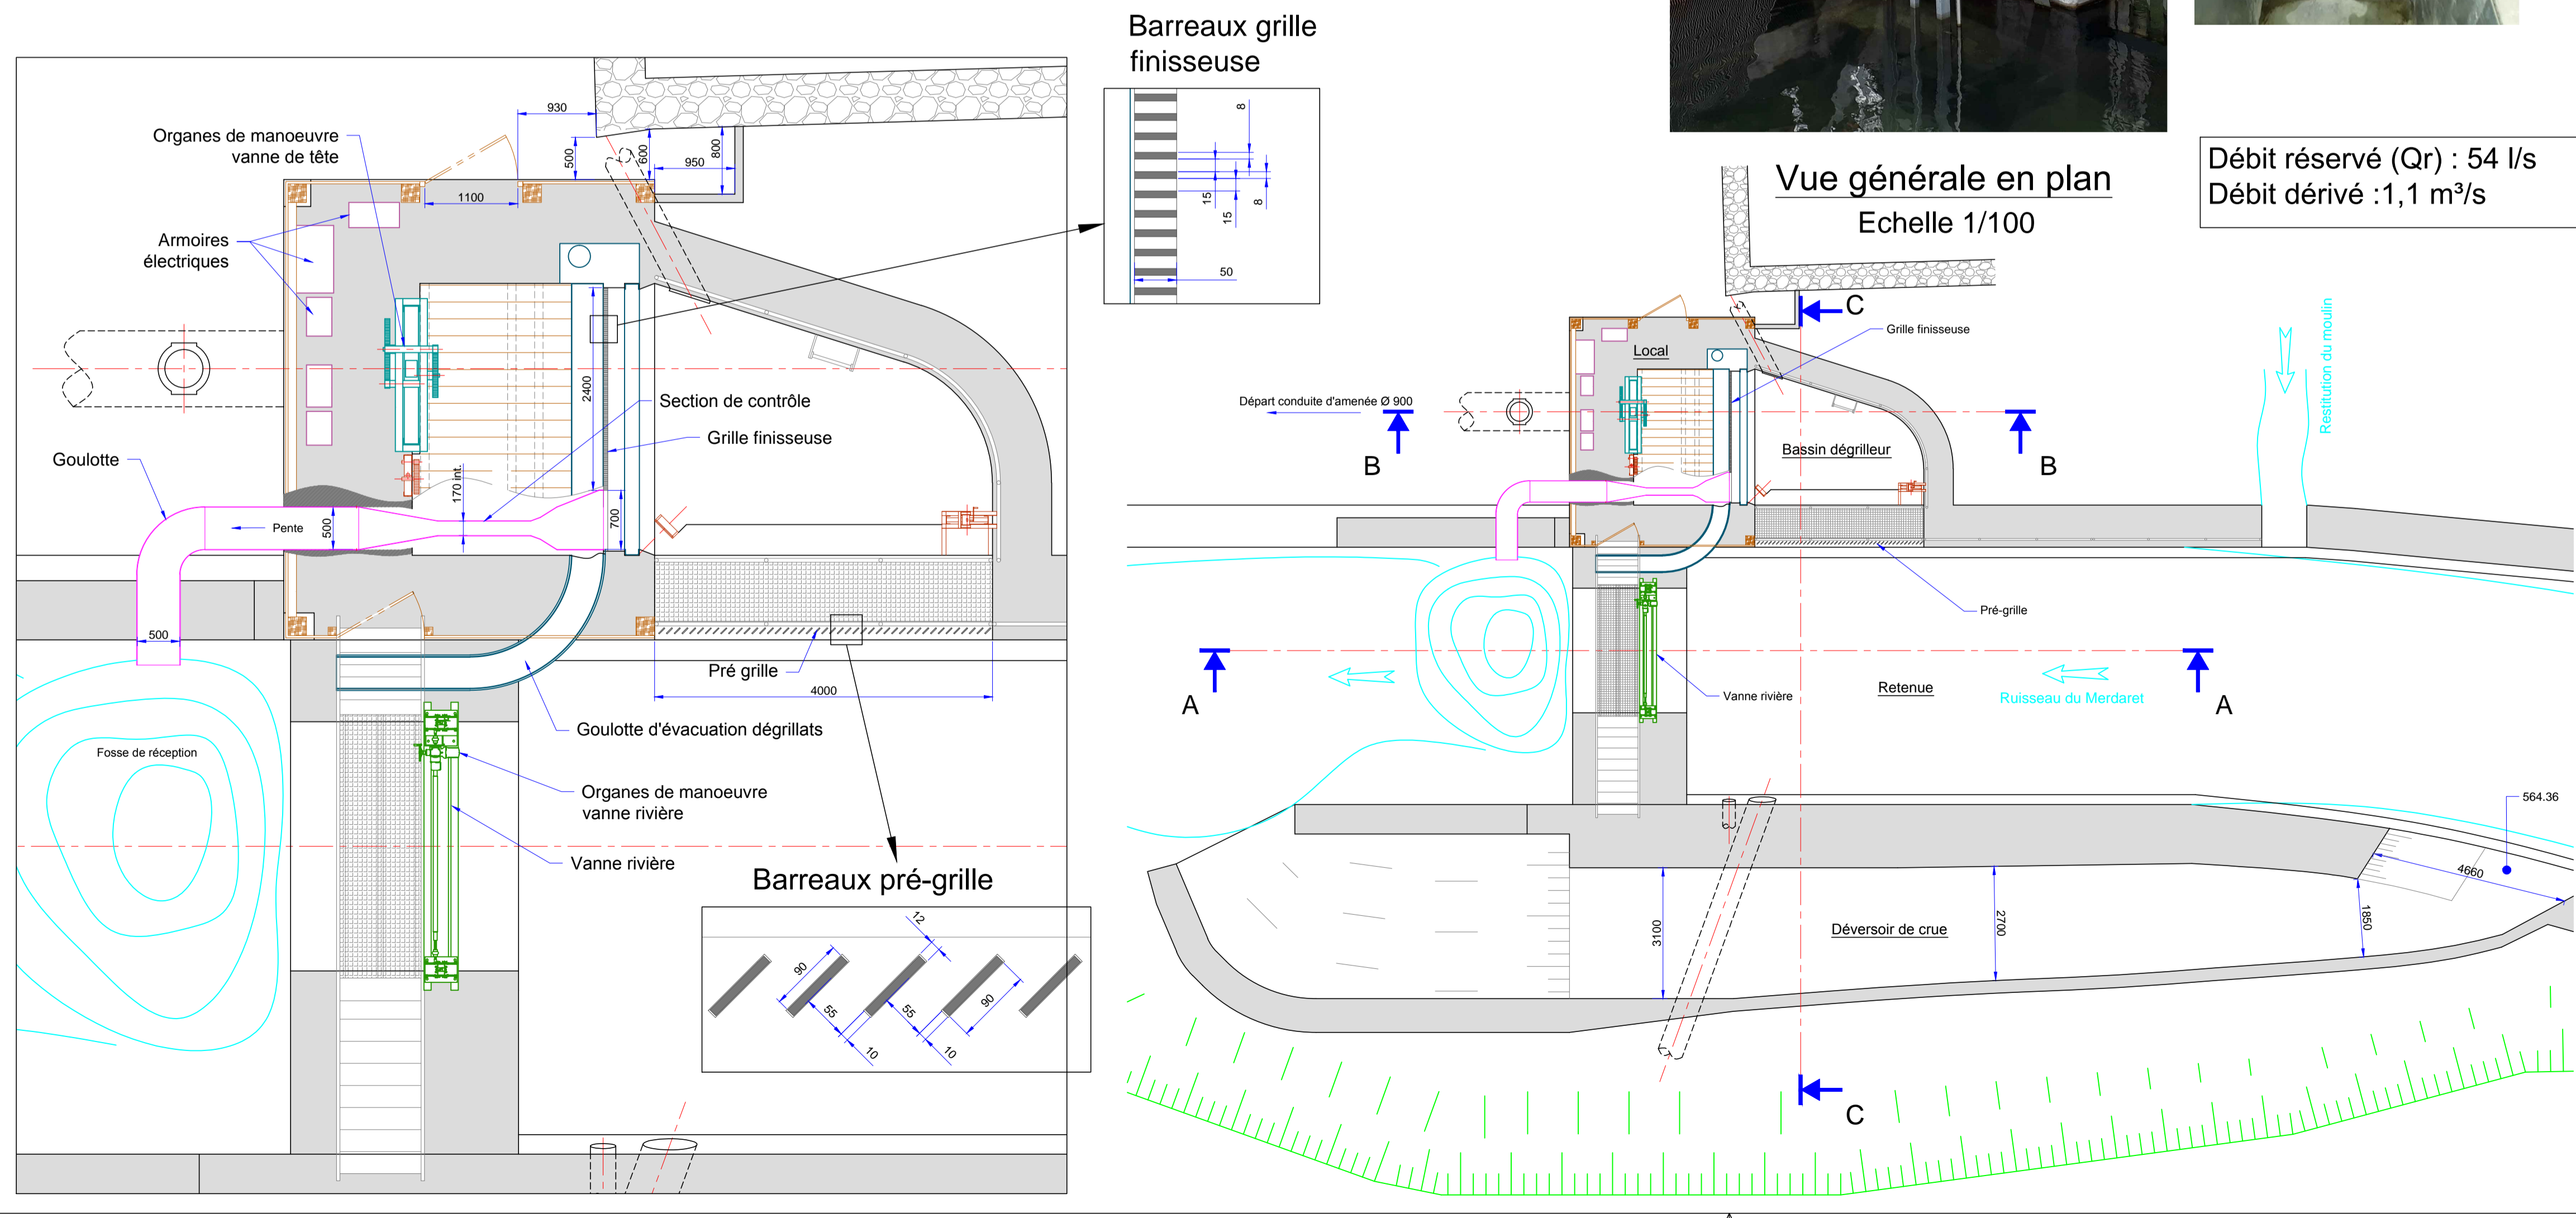 Barreaux grille
finisseuse
8
15
15
8
50
930
500
600
800
950
1100
Organes de manoeuvre
vanne de tête
Armoires
électriques
2400
Section de contrôle
Grille finisseuse
Goulotte
170 int.
Pente
500
700
500
Pré grille
4000
Goulotte d'évacuation dégrillats
Fosse de réception
Organes de manoeuvre
vanne rivière
Vanne rivière
Barreaux pré-grille
12
90
55
55
90
10
10
Débit réservé (Qr) : 54 l/s
Débit dérivé :1,1 m³/s
Vue générale en plan
Echelle 1/100
C
Grille finisseuse
Local
Restitution du moulin
Départ conduite d'amenée Ø 900
B
Bassin dégrilleur
B
Pré-grille
A
Vanne rivière
Retenue
Ruisseau du Merdaret
A
564.36
4660
3100
Déversoir de crue
2700
1850
C